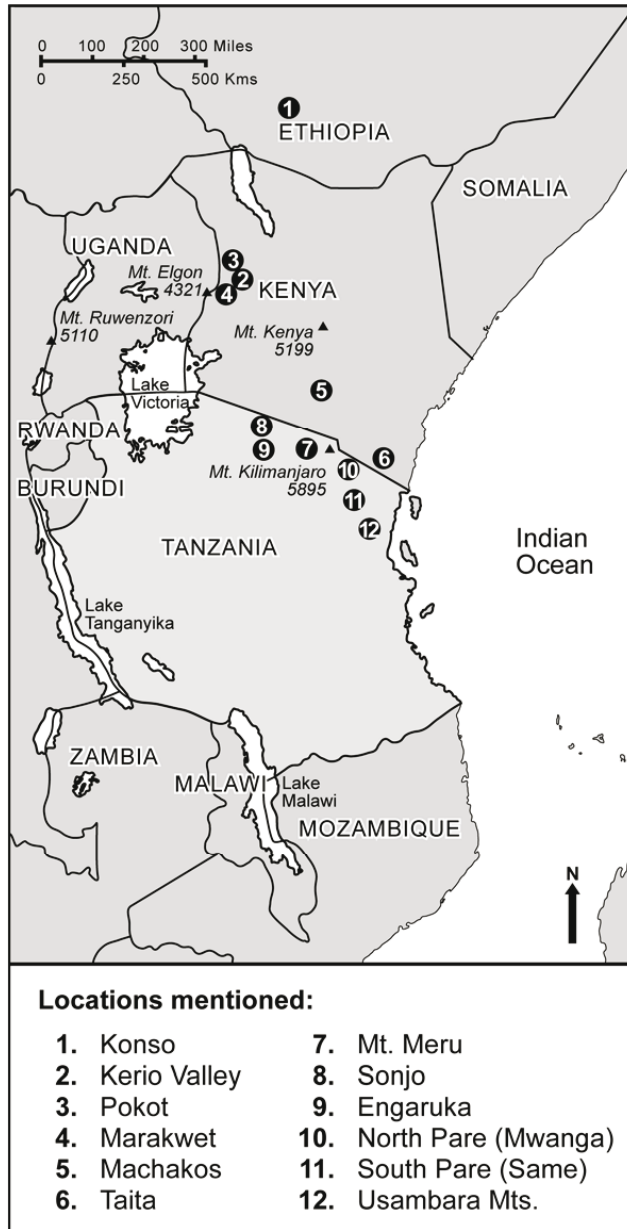 0 100 200 300 Miles
0 250 500 Kms
1
ETHIOPIA
SOMALIA
UGANDA
Mt. Elgon
4321
3
2
4
KENYA
Mt. Ruwenzori
5110
Mt. Kenya
5199
Lake
Victoria
5
RWANDA
8
9
7
6
Mt. Kilimanjaro
5895
10
BURUNDI
11
12
TANZANIA
Indian
Ocean
Lake
Tanganyika
ZAMBIA
MALAWI
Lake
Malawi
MOZAMBIQUE
N
Locations mentioned:
1. Konso
2. Kerio Valley
3. Pokot
4. Marakwet
5. Machakos
6. Taita
7. Mt. Meru
8. Sonjo
9. Engaruka
10. North Pare (Mwanga)
11. South Pare (Same)
12. Usambara Mts.